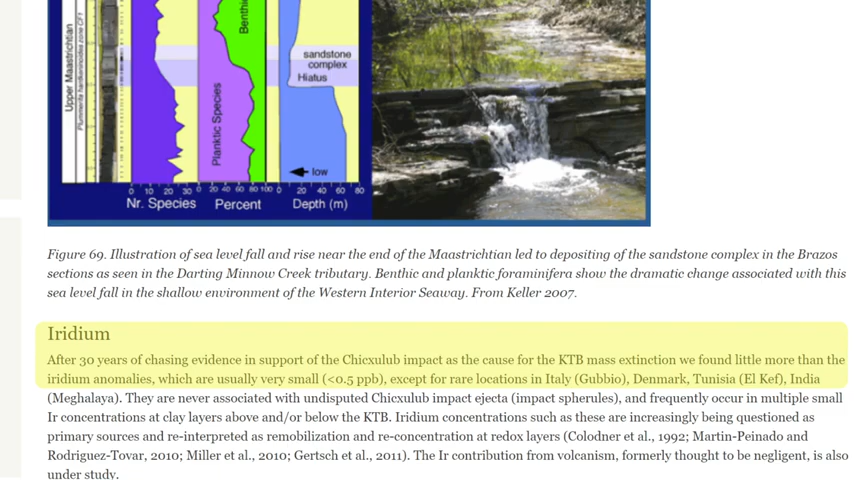 Upper Maastrichtian
Plummerita hantkeninoides zone CF1
Benthic
Planktic Species
sandstone
complex
Hiatus
low
0 10 20 30 0 20 40 60 80 100 0 20 40 60 80
Nr. Species Percent Depth (m)
Figure 69. Illustration of sea level fall and rise near the end of the Maastrichtian led to depositing of the sandstone complex in the Brazos
sections as seen in the Darting Minnow Creek tributary. Benthic and planktic foraminifera show the dramatic change associated with this
sea level fall in the shallow environment of the Western Interior Seaway. From Keller 2007.
Iridium
After 30 years of chasing evidence in support of the Chicxulub impact as the cause for the KTB mass extinction we found little more than the
iridium anomalies, which are usually very small (<0.5 ppb), except for rare locations in Italy (Gubbio), Denmark, Tunisia (El Kef), India
(Meghalaya). They are never associated with undisputed Chicxulub impact ejecta (impact spherules), and frequently occur in multiple small
Ir concentrations at clay layers above and/or below the KTB. Iridium concentrations such as these are increasingly being questioned as
primary sources and re-interpreted as remobilization and re-concentration at redox layers (Colodner et al., 1992; Martin-Peinado and
Rodriguez-Tovar, 2010; Miller et al., 2010; Gertsch et al., 2011). The Ir contribution from volcanism, formerly thought to be negligent, is also
under study.